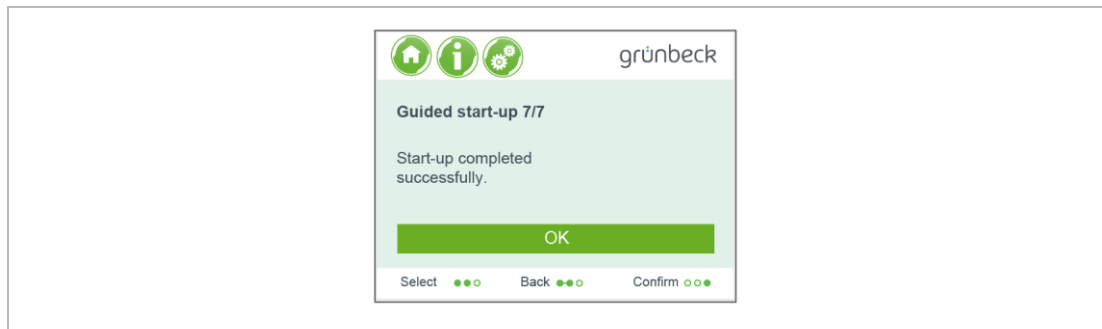 grünbeck
Guided start-up 7/7
Start-up completed
successfully.
OK
Select Back Confirm